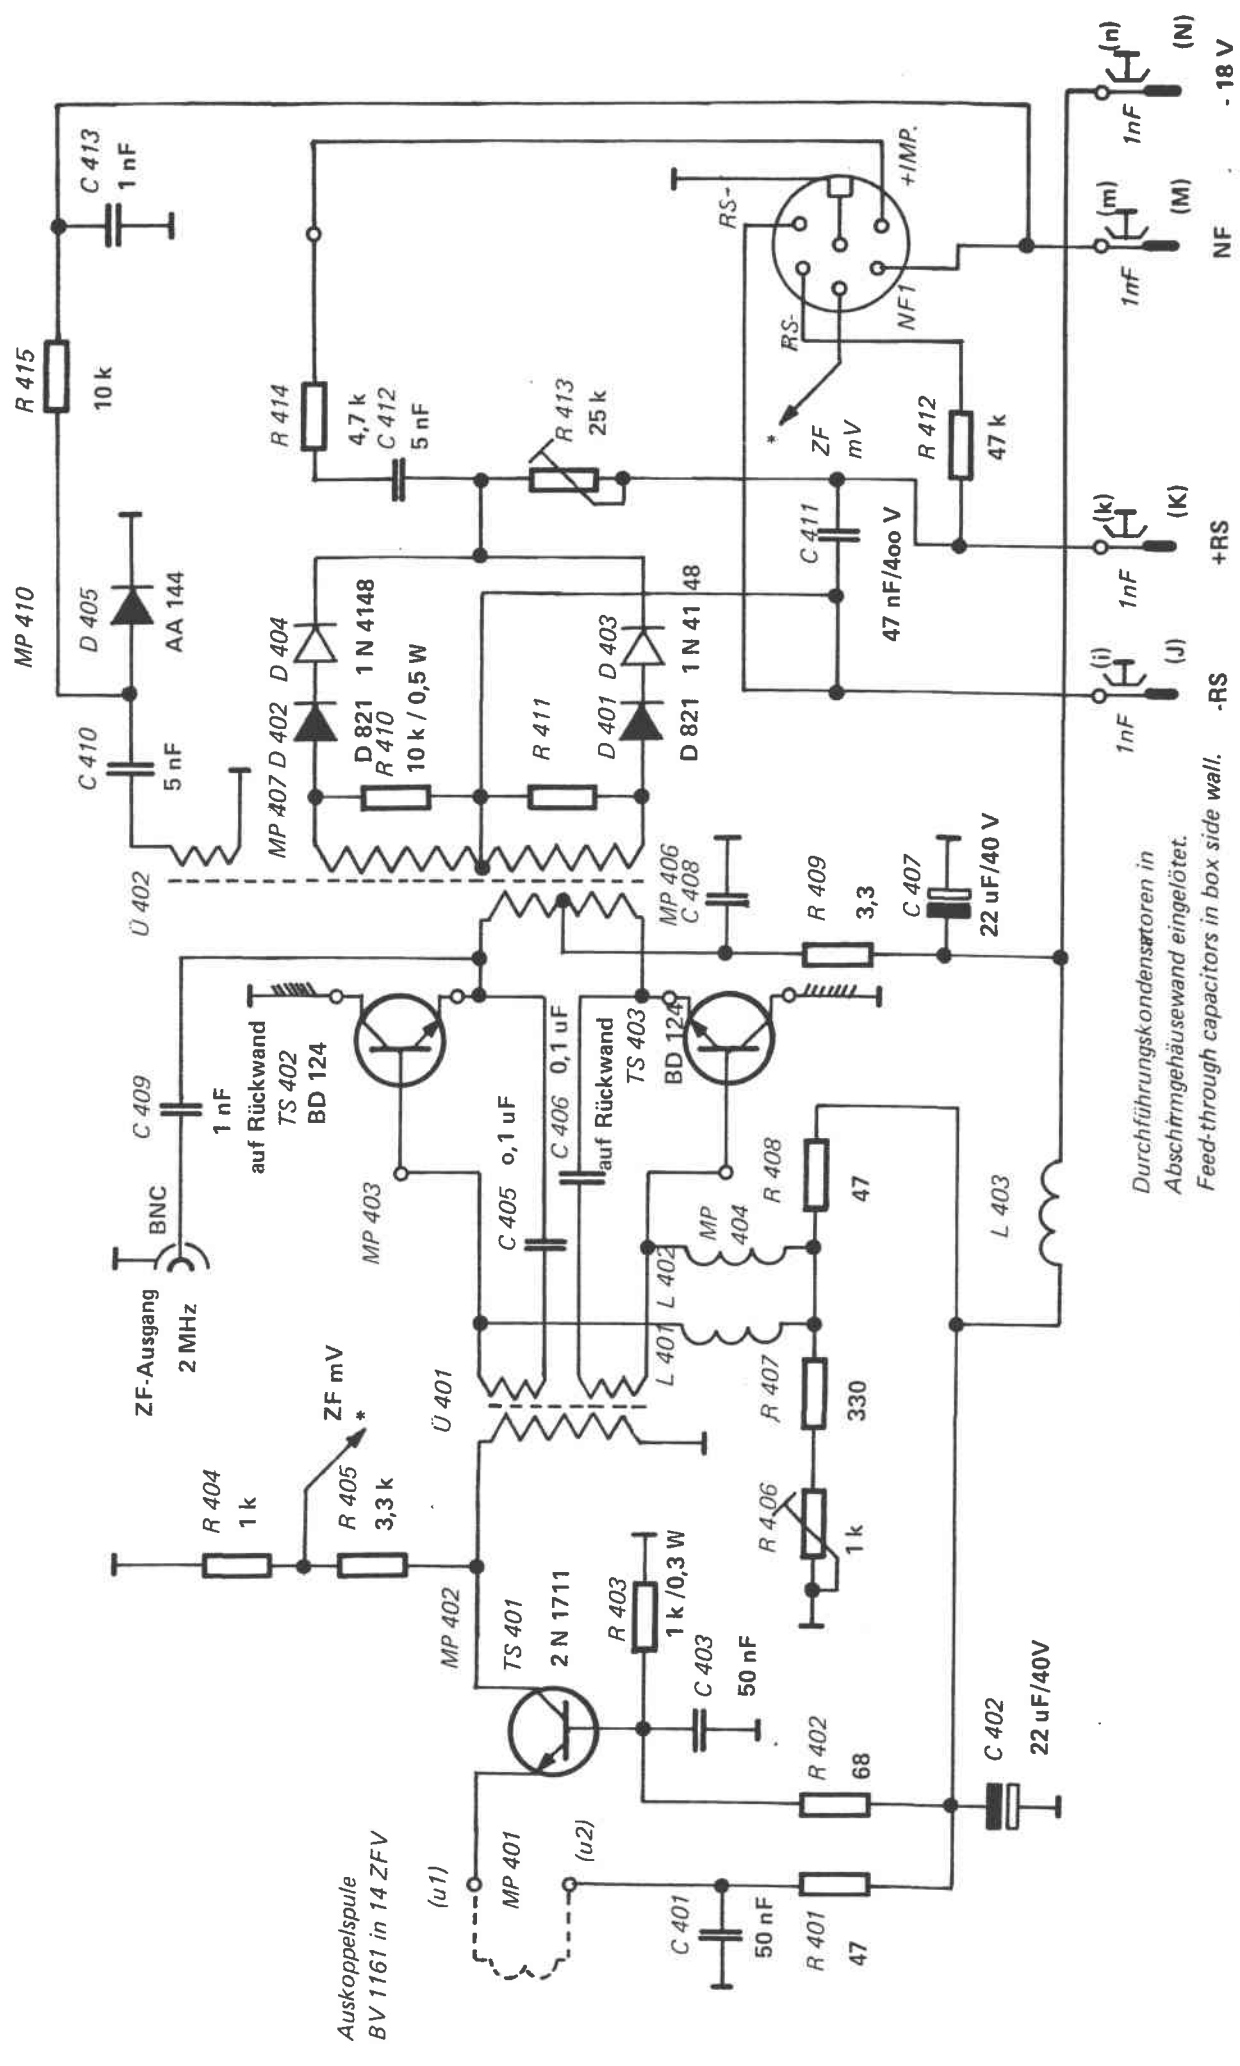 Auskoppelspule
BV 1161 in 14 ZFV
(u1)
MP 401
(u2)
C 401
50 nF
R 401
47
R 402
68
C 402
22 uF/40V
TS 401
2 N 1711
MP 402
R 403
1 k /0,3 W
C 403
50 nF
R 404
1 k
R 405
3,3 k
ZF mV
*
ZF-Ausgang
2 MHz
BNC
Ü 401
R 4.06
1 k
R 407
330
L 401
L 402
MP
404
R 408
47
L 403
C 409
1 nF
auf Rückwand
TS 402
BD 124
MP 403
C 405
0,1 uF
C 406
0,1 uF
auf Rückwand
TS 403
BD 124
Ü 402
MP 406
C 408
R 409
3,3
C 407
22 uF/40 V
C 410
5 nF
MP 410
D 405
AA 144
R 415
10 k
C 413
1 nF
MP 407
D 402
D 404
D 821
1 N 4148
R 410
10 k / 0,5 W
R 411
D 401
D 403
D 821
1 N 41 48
R 414
4,7 k
C 412
5 nF
R 413
25 k
C 411
47 nF/4oo V
*
ZF
mV
R 412
47 k
RS-
RS-
NF1
+IMP.
1nF
(i)
(J)
-RS
1nF
(k)
(K)
+RS
1nF
(m)
(M)
NF
1nF
(n)
(N)
- 18 V
Durchführungskondensatoren in
Abschirmgehäusewand eingelötet.
Feed-through capacitors in box side wall.